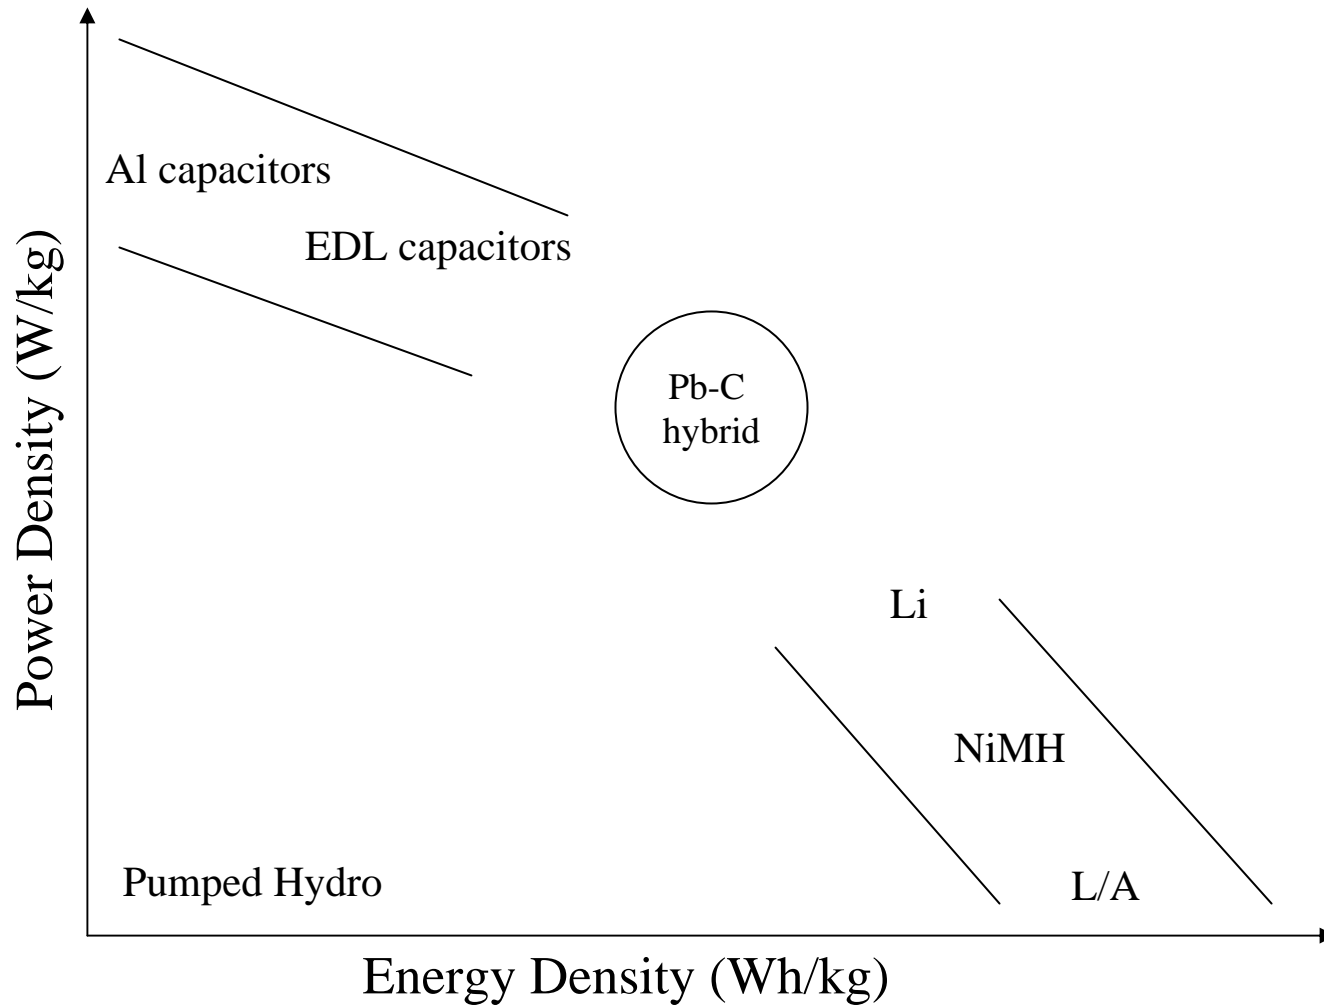 Al capacitors
EDL capacitors
Power Density (W/kg)
Pb-C
hybrid
Li
NiMH
Pumped Hydro
L/A
Energy Density (Wh/kg)